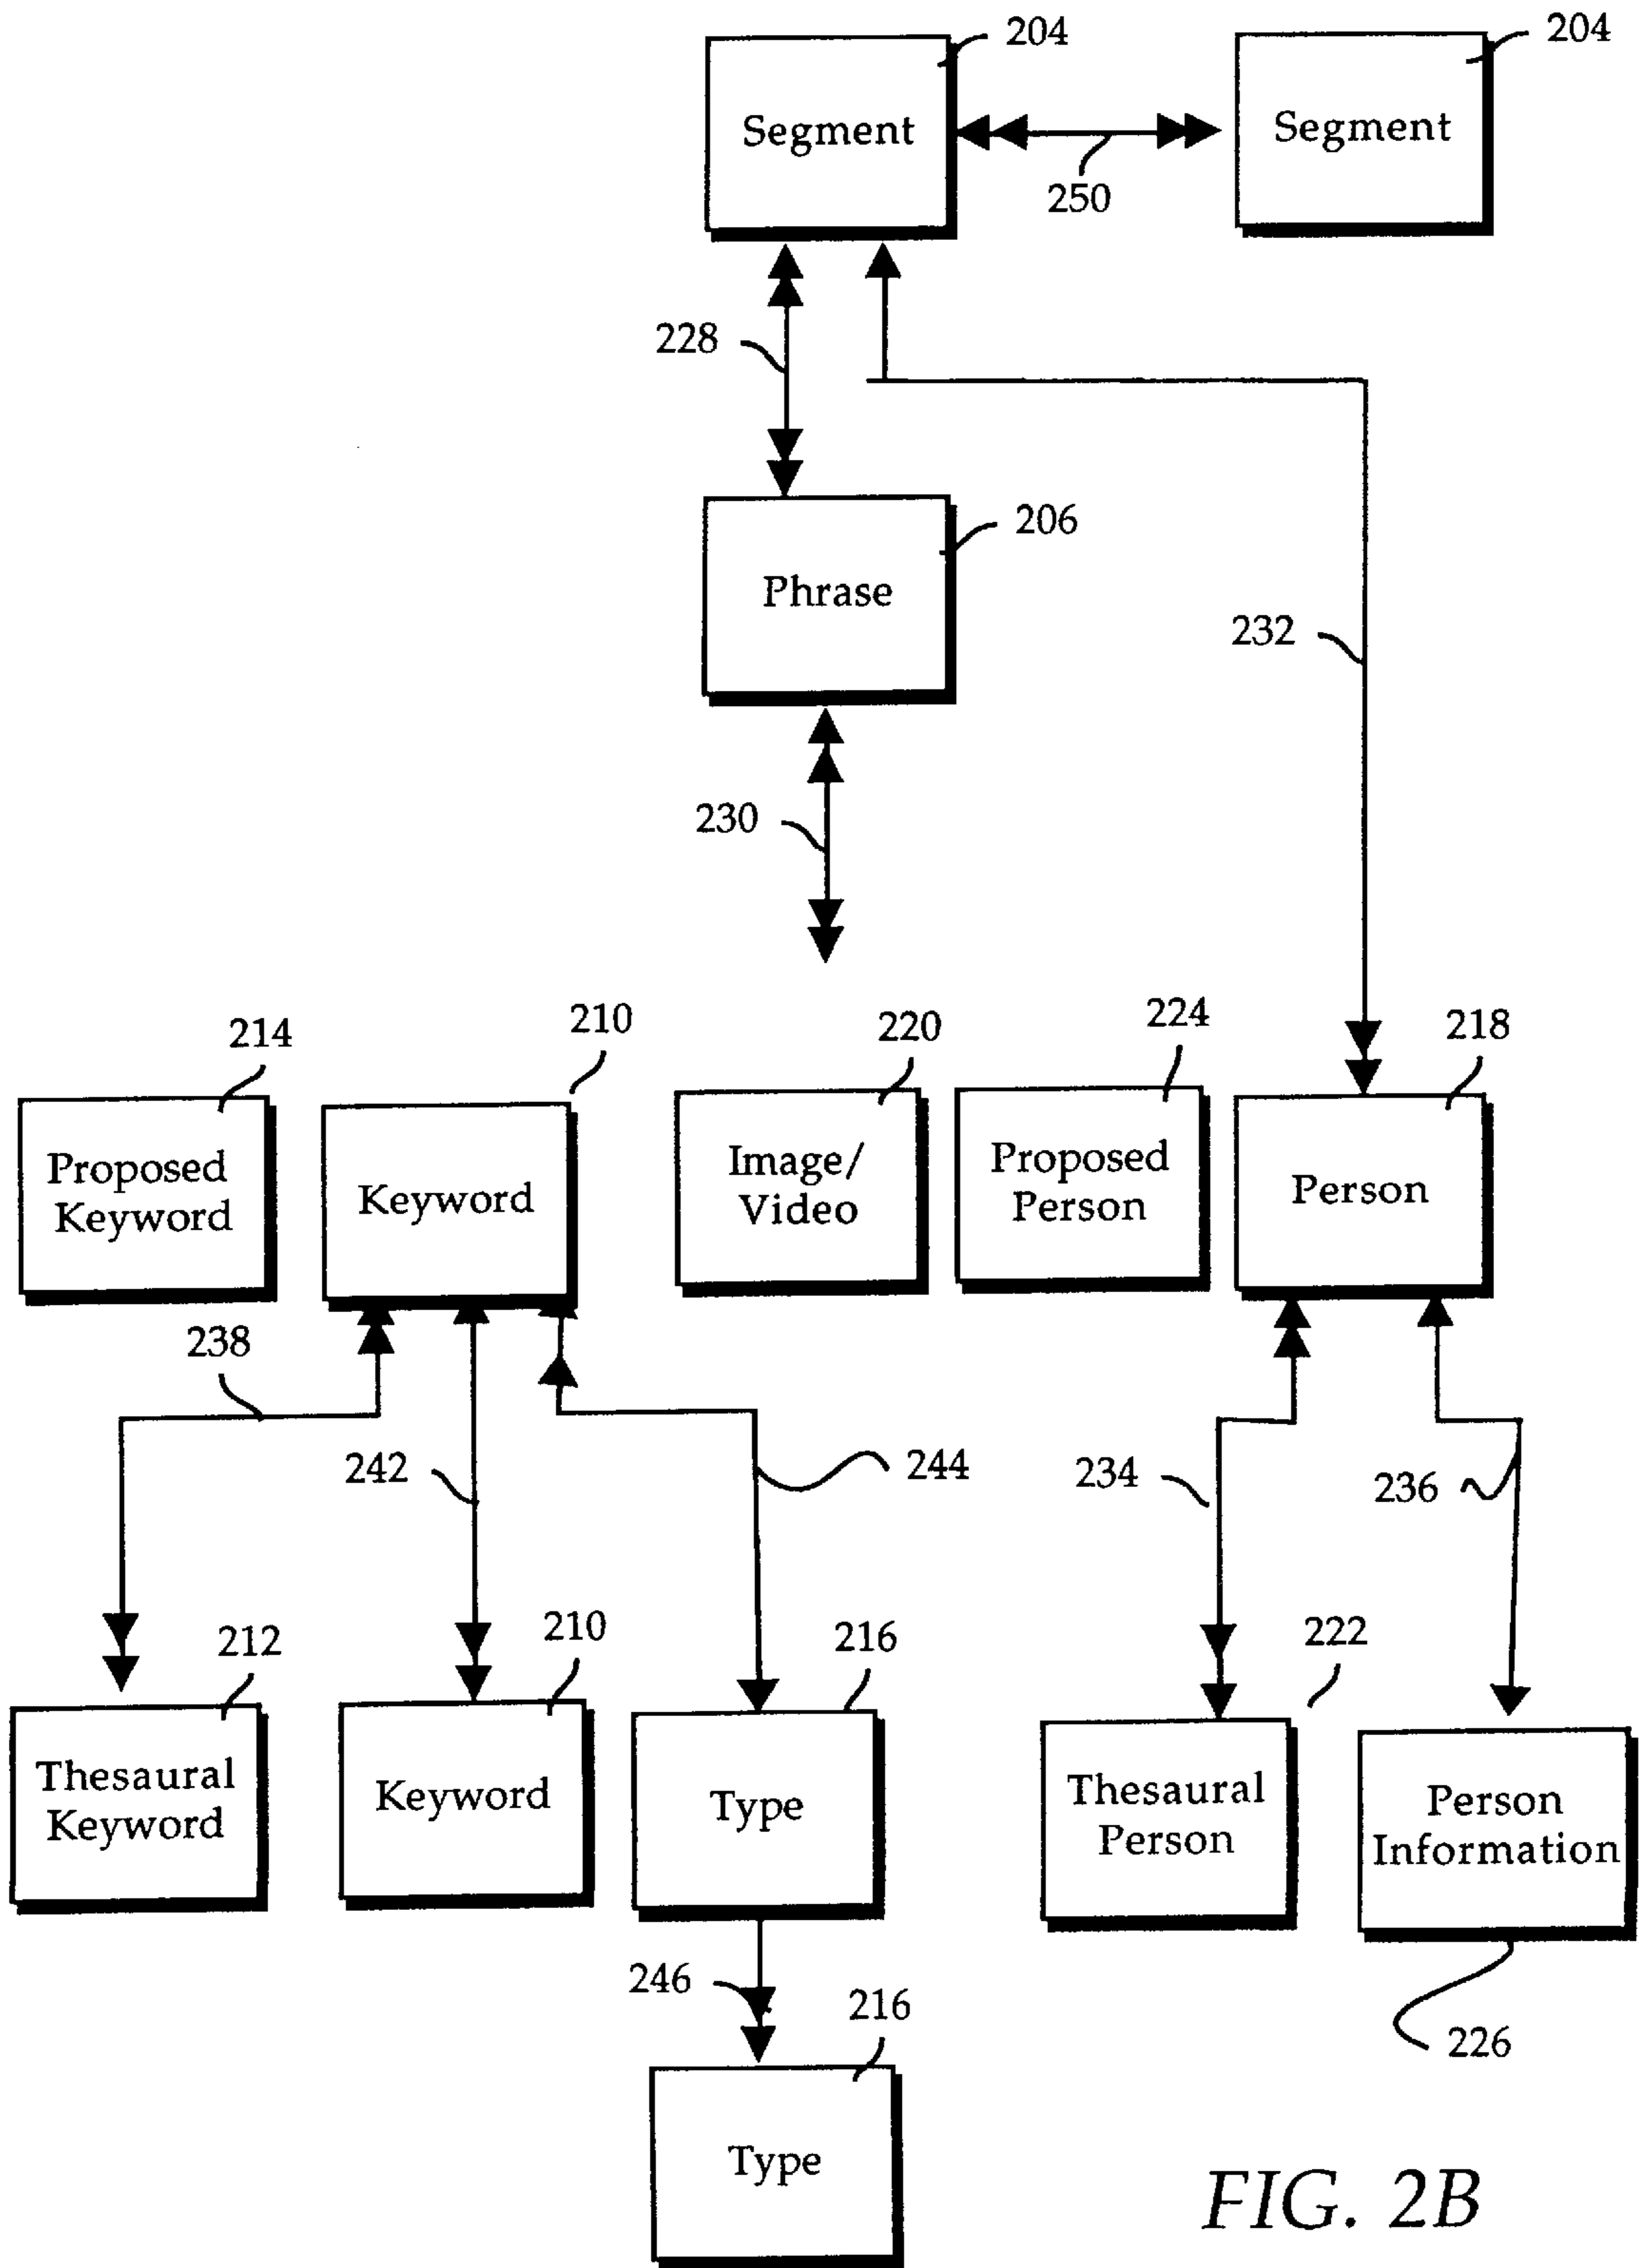 204
204
Segment
Segment
250
228
206
Phrase
232
230
214
210
220
224
218
Proposed
Keyword
Keyword
Image/
Video
Proposed
Person
Person
238
242
244
234
236
212
210
216
222
Thesaural
Keyword
Keyword
Type
Thesaural
Person
Person
Information
246
216
226
Type
FIG. 2B